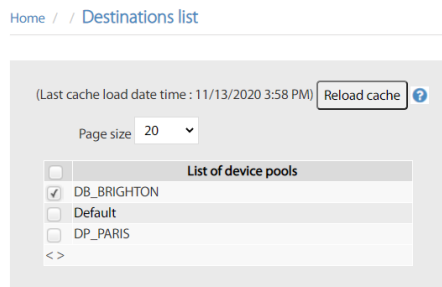 Home / / Destinations list
(Last cache load date time : 11/13/2020 3:58 PM) Reload cache ?
Page size 20
List of device pools
DB_BRIGHTON
Default
DP_PARIS
< >